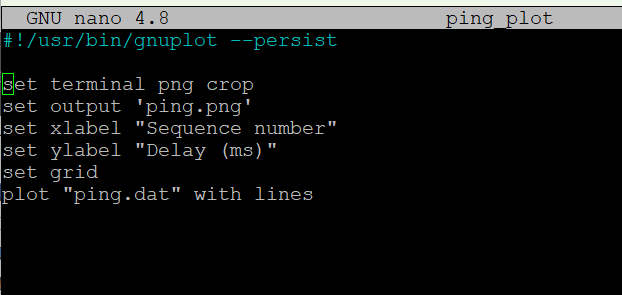 GNU nano 4.8 ping_plot
#!/usr/bin/gnuplot --persist
set terminal png crop
set output 'ping.png'
set xlabel "Sequence number"
set ylabel "Delay (ms)"
set grid
plot "ping.dat" with lines